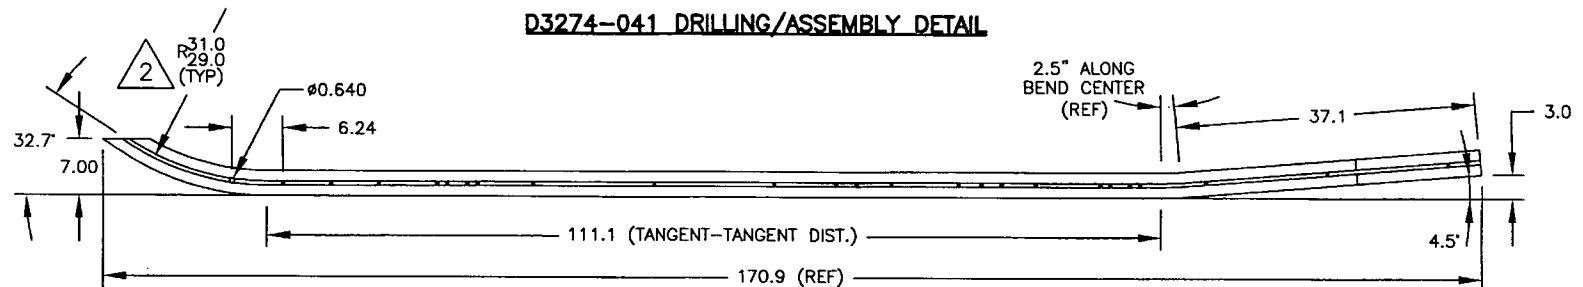 D3274-041 DRILLING/ASSEMBLY DETAIL
2
R31.0
29.0
(TYP)
ø0.640
6.24
2.5" ALONG
BEND CENTER
(REF)
37.1
3.0
32.7°
7.00
111.1 (TANGENT-TANGENT DIST.)
4.5°
170.9 (REF)